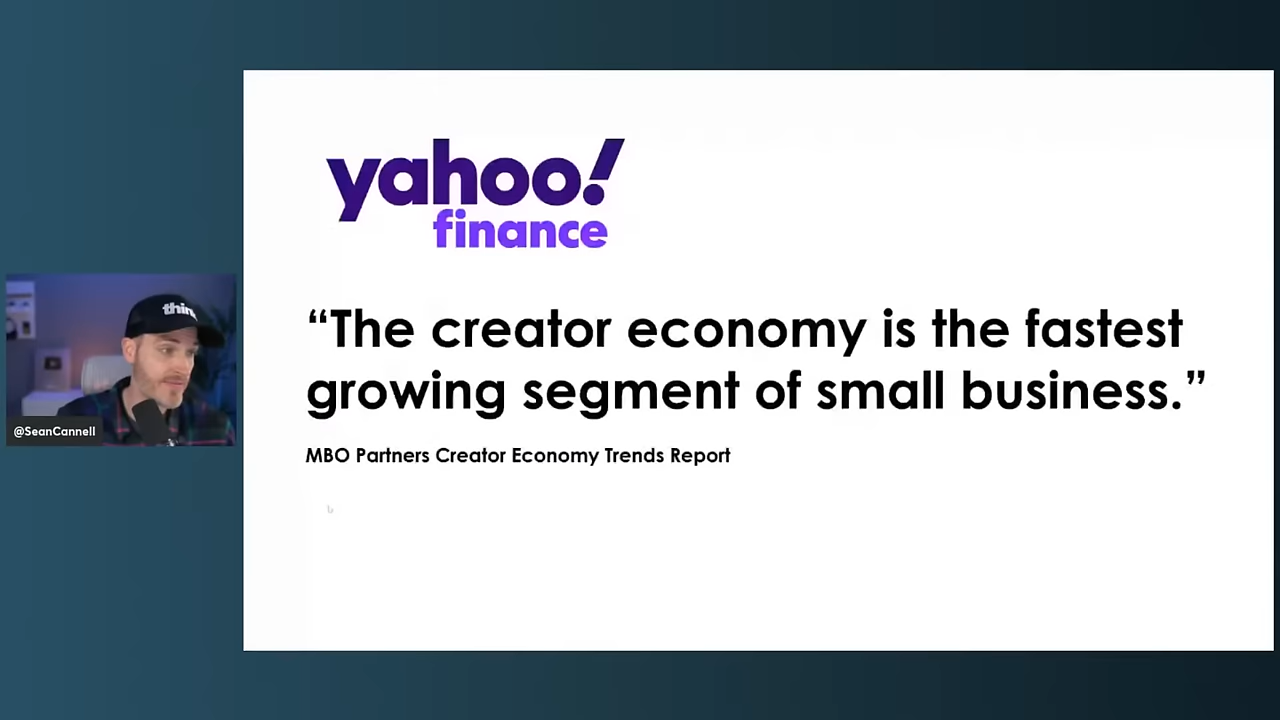 yahoo!
finance
“The creator economy is the fastest
growing segment of small business.”
MBO Partners Creator Economy Trends Report
think
@SeanCannell